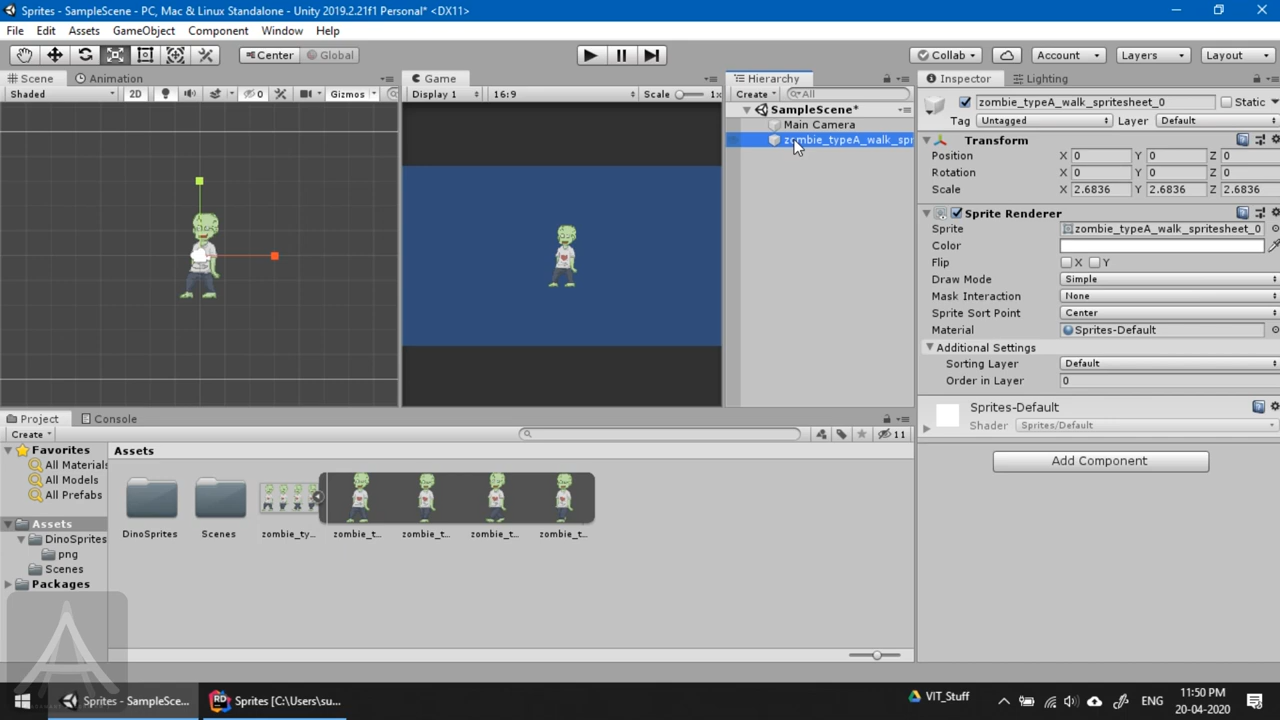 Sprites - SampleScene - PC, Mac & Linux Standalone - Unity 2019.2.21f1 Personal* <DX11>
File Edit Assets GameObject Component Window Help
Center Global Collab Account Layers Layout
Scene Animation Game Hierarchy Inspector Lighting
Shaded 2D 0 Gizmos Display 1 16:9 Scale 1x Create All
SampleScene*
Main Camera
zombie_typeA_walk_spr
zombie_typeA_walk_spritesheet_0 Static
Tag Untagged Layer Default
Transform
Position X 0 Y 0 Z 0
Rotation X 0 Y 0 Z 0
Scale X 2.6836 Y 2.6836 Z 2.6836
Sprite Renderer
Sprite zombie_typeA_walk_spritesheet_0
Color
Flip X Y
Draw Mode Simple
Mask Interaction None
Sprite Sort Point Center
Material Sprites-Default
Additional Settings
Sorting Layer Default
Order in Layer 0
Sprites-Default
Shader Sprites/Default
Add Component
Project Console
Create 11
Favorites
All Materials
All Models
All Prefabs
Assets
DinoSprites
png
Scenes
Packages
Assets
DinoSprites Scenes zombie_ty... zombie_t... zombie_t... zombie_t... zombie_t...
Sprites - SampleSce... Sprites [C:\Users\su... VIT_Stuff ENG 11:50 PM
20-04-2020